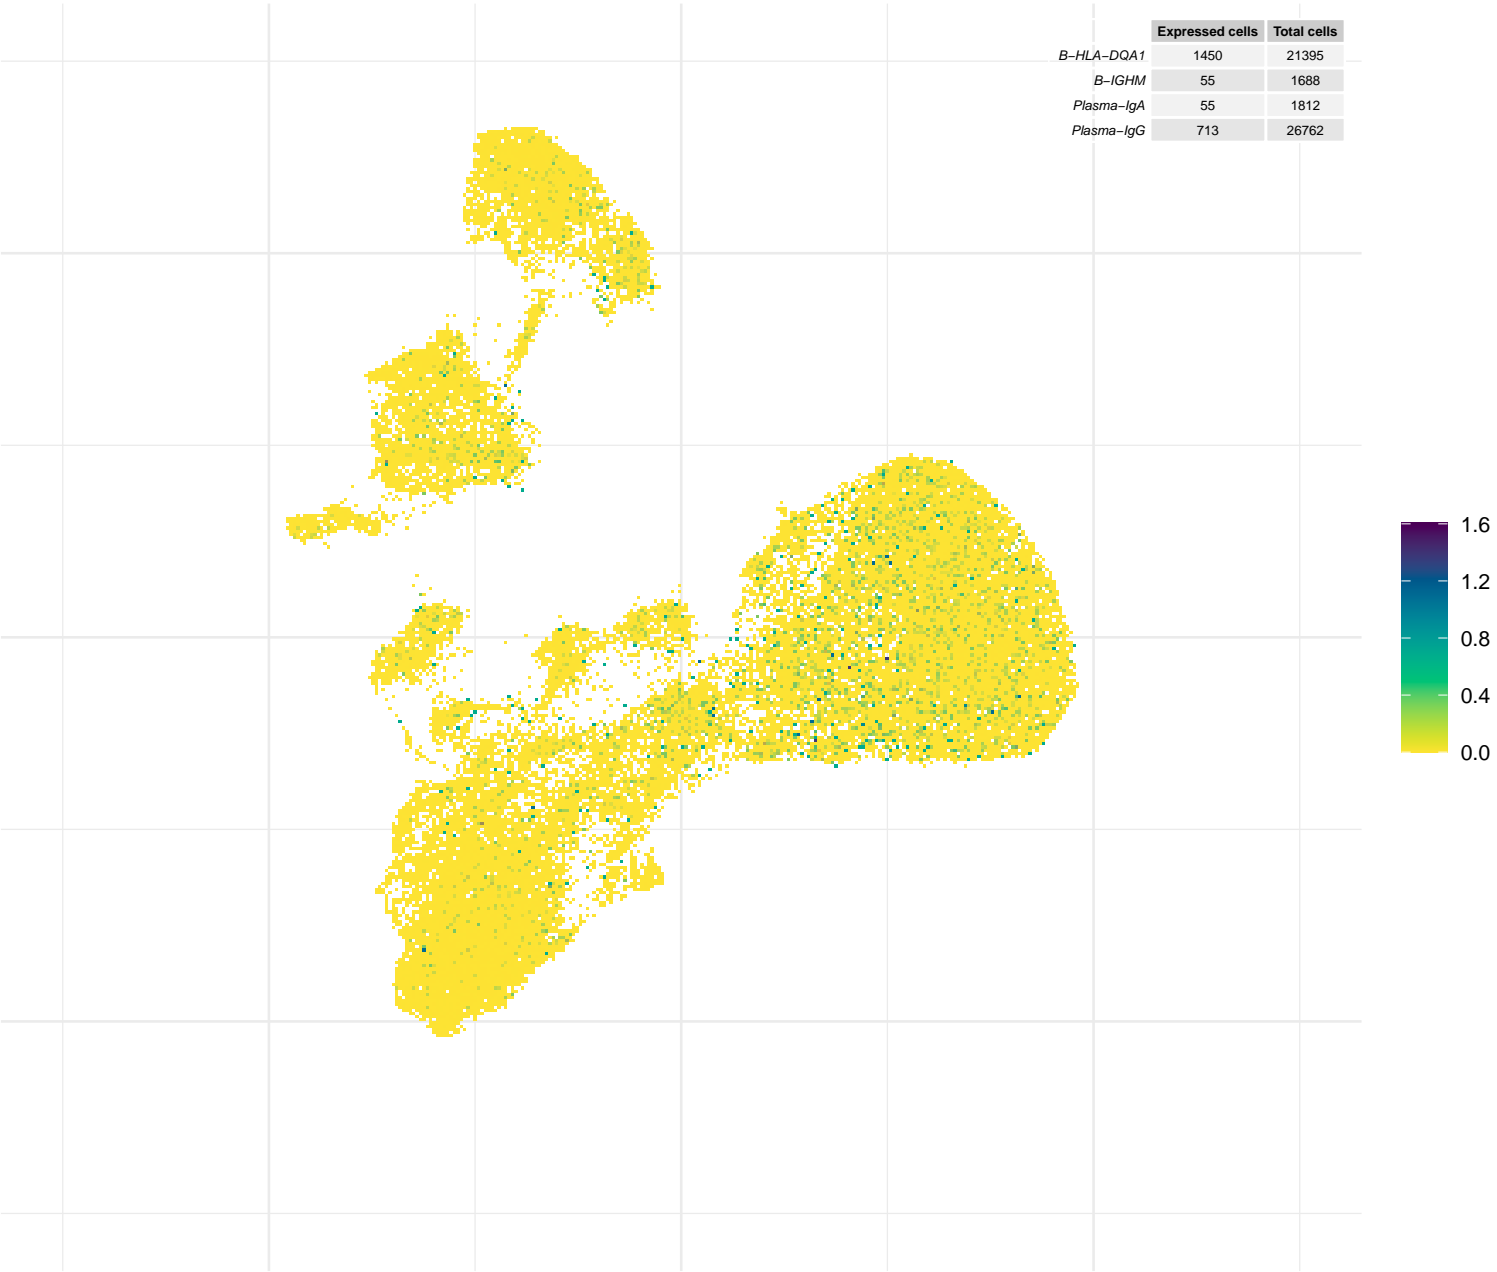 Expressed cells Total cells
B−HLA−DQA1 1450 21395
B−IGHM 55 1688
Plasma−IgA 55 1812
Plasma−IgG 713 26762
1.6
1.2
0.8
0.4
0.0